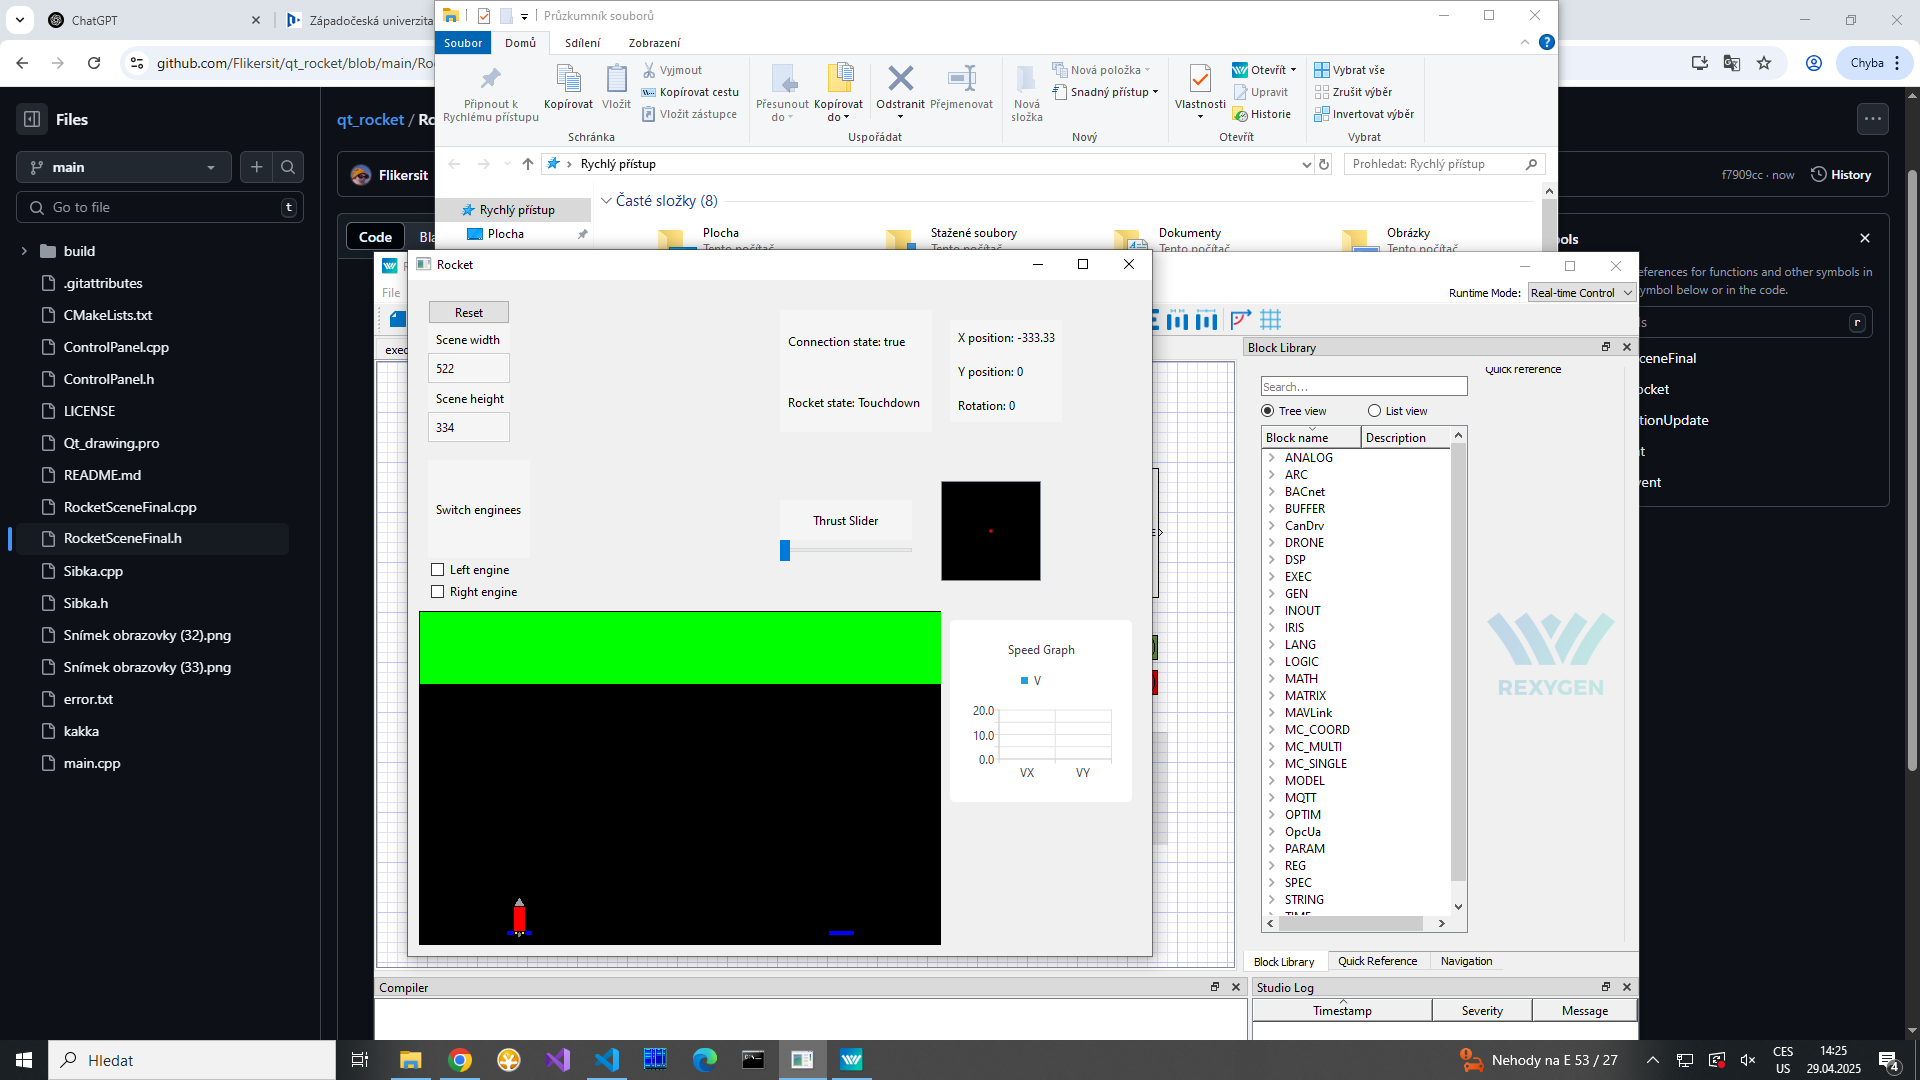 ChatGPT
Západočeská univerzita
github.com/Flikersit/qt_rocket/blob/main/Ro
Chyba
Files
main
Go to file
t
build
.gitattributes
CMakeLists.txt
ControlPanel.cpp
ControlPanel.h
LICENSE
Qt_drawing.pro
README.md
RocketSceneFinal.cpp
RocketSceneFinal.h
Sibka.cpp
Sibka.h
Snímek obrazovky (32).png
Snímek obrazovky (33).png
error.txt
kakka
main.cpp
qt_rocket / Ro
Flikersit
f7909cc · now
History
Code
Bla
ols
eferences for functions and other symbols in
ymbol below or in the code.
ls
r
ceneFinal
ocket
tionUpdate
t
vent
Průzkumník souborů
Soubor
Domů
Sdílení
Zobrazení
Připnout k
Rychlému přístupu
Kopírovat
Vložit
Vyjmout
Kopírovat cestu
Vložit zástupce
Schránka
Přesunout
do
Kopírovat
do
Odstranit
Přejmenovat
Uspořádat
Nová
složka
Nová položka
Snadný přístup
Nový
Vlastnosti
Otevřít
Upravit
Historie
Otevřít
Vybrat vše
Zrušit výběr
Invertovat výběr
Vybrat
Rychlý přístup
Prohledat: Rychlý přístup
Rychlý přístup
Plocha
Časté složky (8)
Plocha
Tento počítač
Stažené soubory
Tento počítač
Dokumenty
Tento počítač
Obrázky
Tento počítač
Rocket
Reset
Scene width
522
Scene height
334
Connection state: true
Rocket state: Touchdown
X position: -333.33
Y position: 0
Rotation: 0
Switch enginees
Left engine
Right engine
Thrust Slider
Speed Graph
V
20.0
10.0
0.0
VX
VY
File
exec
Runtime Mode:
Real-time Control
Block Library
Quick reference
Search...
Tree view
List view
Block name
Description
ANALOG
ARC
BACnet
BUFFER
CanDrv
DRONE
DSP
EXEC
GEN
INOUT
IRIS
LANG
LOGIC
MATH
MATRIX
MAVLink
MC_COORD
MC_MULTI
MC_SINGLE
MODEL
MQTT
OPTIM
OpcUa
PARAM
REG
SPEC
STRING
TIME
REXYGEN
Block Library
Quick Reference
Navigation
Compiler
Studio Log
Timestamp
Severity
Message
Hledat
Nehody na E 53 / 27
CES
US
14:25
29.04.2025
4